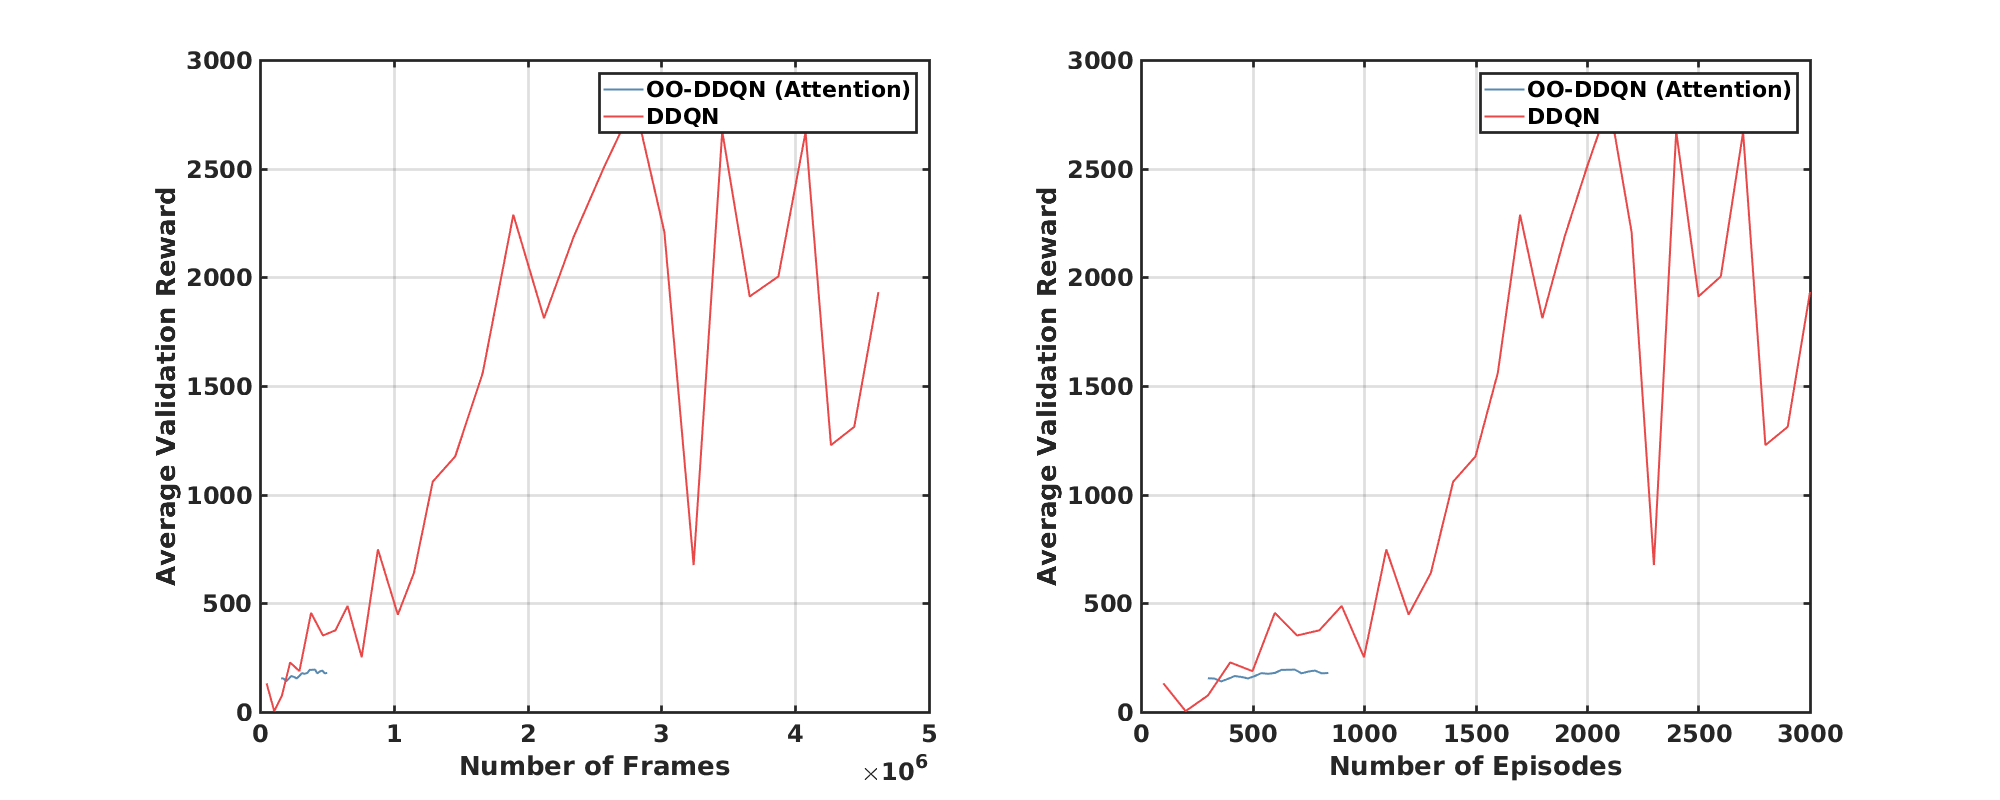 3000
2500
2000
1500
1000
500
0
Average Validation Reward
OO-DDQN (Attention)
DDQN
0 1 2 3 4 5
Number of Frames
×10^6
3000
2500
2000
1500
1000
500
0
Average Validation Reward
OO-DDQN (Attention)
DDQN
0 500 1000 1500 2000 2500 3000
Number of Episodes